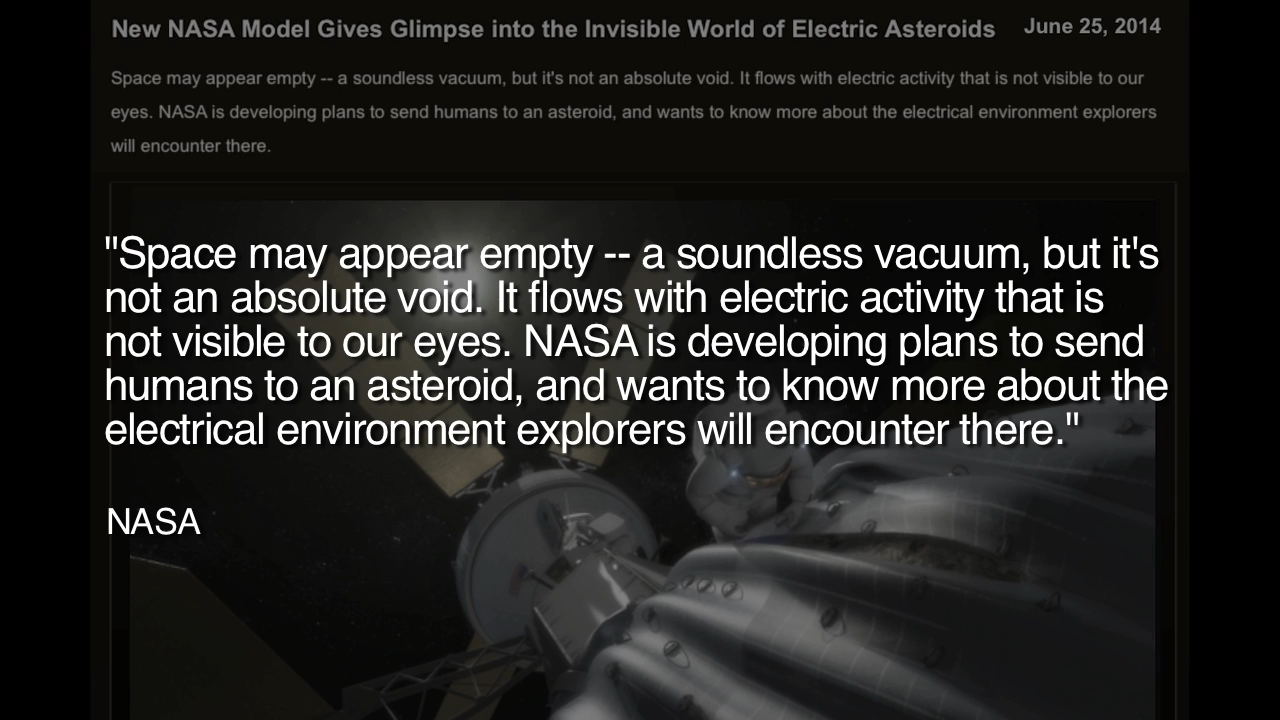 New NASA Model Gives Glimpse into the Invisible World of Electric Asteroids June 25, 2014
Space may appear empty -- a soundless vacuum, but it's not an absolute void. It flows with electric activity that is not visible to our
eyes. NASA is developing plans to send humans to an asteroid, and wants to know more about the electrical environment explorers
will encounter there.
"Space may appear empty -- a soundless vacuum, but it's
not an absolute void. It flows with electric activity that is
not visible to our eyes. NASA is developing plans to send
humans to an asteroid, and wants to know more about the
electrical environment explorers will encounter there."
NASA